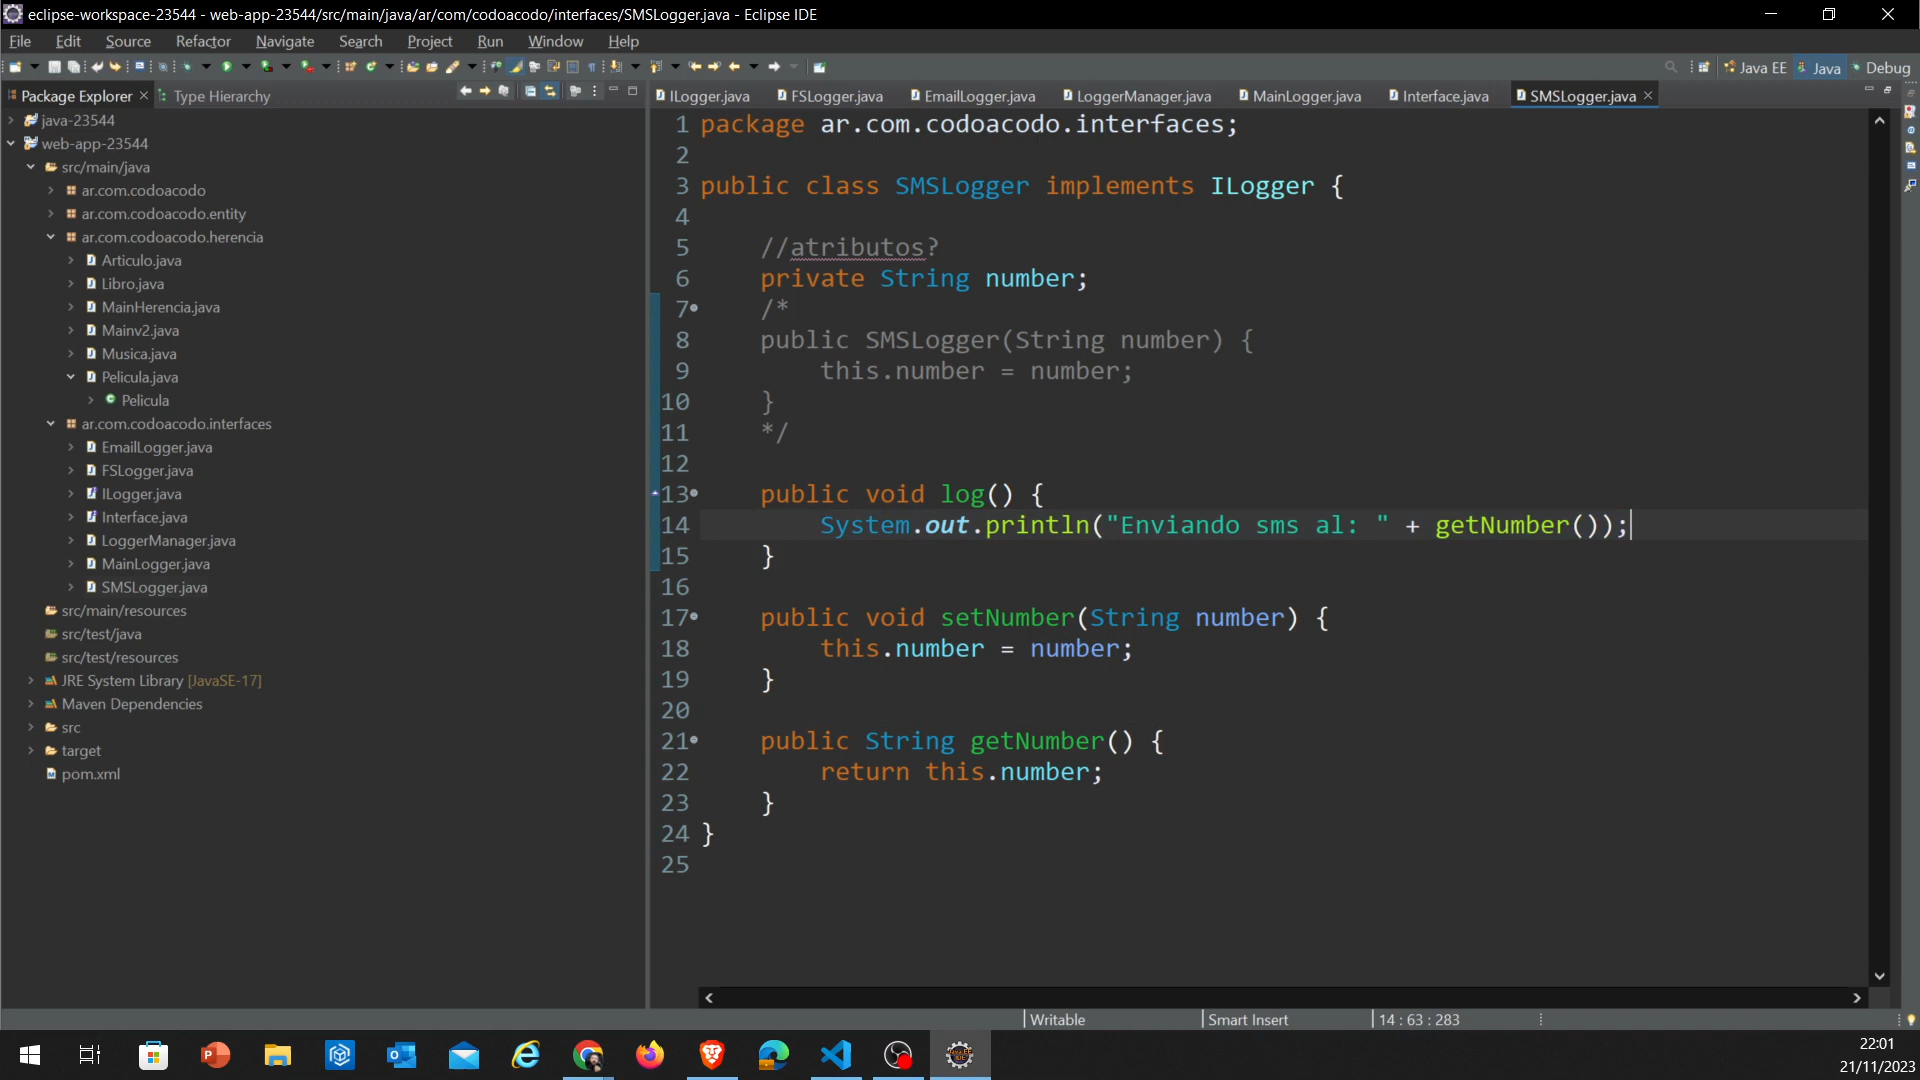 eclipse-workspace-23544 - web-app-23544/src/main/java/ar/com/codoacodo/interfaces/SMSLogger.java - Eclipse IDE
File Edit Source Refactor Navigate Search Project Run Window Help
Java EE Java Debug
Package Explorer Type Hierarchy
ILogger.java FSLogger.java EmailLogger.java LoggerManager.java MainLogger.java Interface.java SMSLogger.java
java-23544
web-app-23544
src/main/java
ar.com.codoacodo
ar.com.codoacodo.entity
ar.com.codoacodo.herencia
Articulo.java
Libro.java
MainHerencia.java
Mainv2.java
Musica.java
Pelicula.java
Pelicula
ar.com.codoacodo.interfaces
EmailLogger.java
FSLogger.java
ILogger.java
Interface.java
LoggerManager.java
MainLogger.java
SMSLogger.java
src/main/resources
src/test/java
src/test/resources
JRE System Library [JavaSE-17]
Maven Dependencies
src
target
pom.xml
1 package ar.com.codoacodo.interfaces;
2
3 public class SMSLogger implements ILogger {
4
5 //atributos?
6 private String number;
7 /*
8 public SMSLogger(String number) {
9 this.number = number;
10 }
11 */
12
13 public void log() {
14 System.out.println("Enviando sms al: " + getNumber());
15 }
16
17 public void setNumber(String number) {
18 this.number = number;
19 }
20
21 public String getNumber() {
22 return this.number;
23 }
24 }
25
Writable Smart Insert 14 : 63 : 283
22:01
21/11/2023